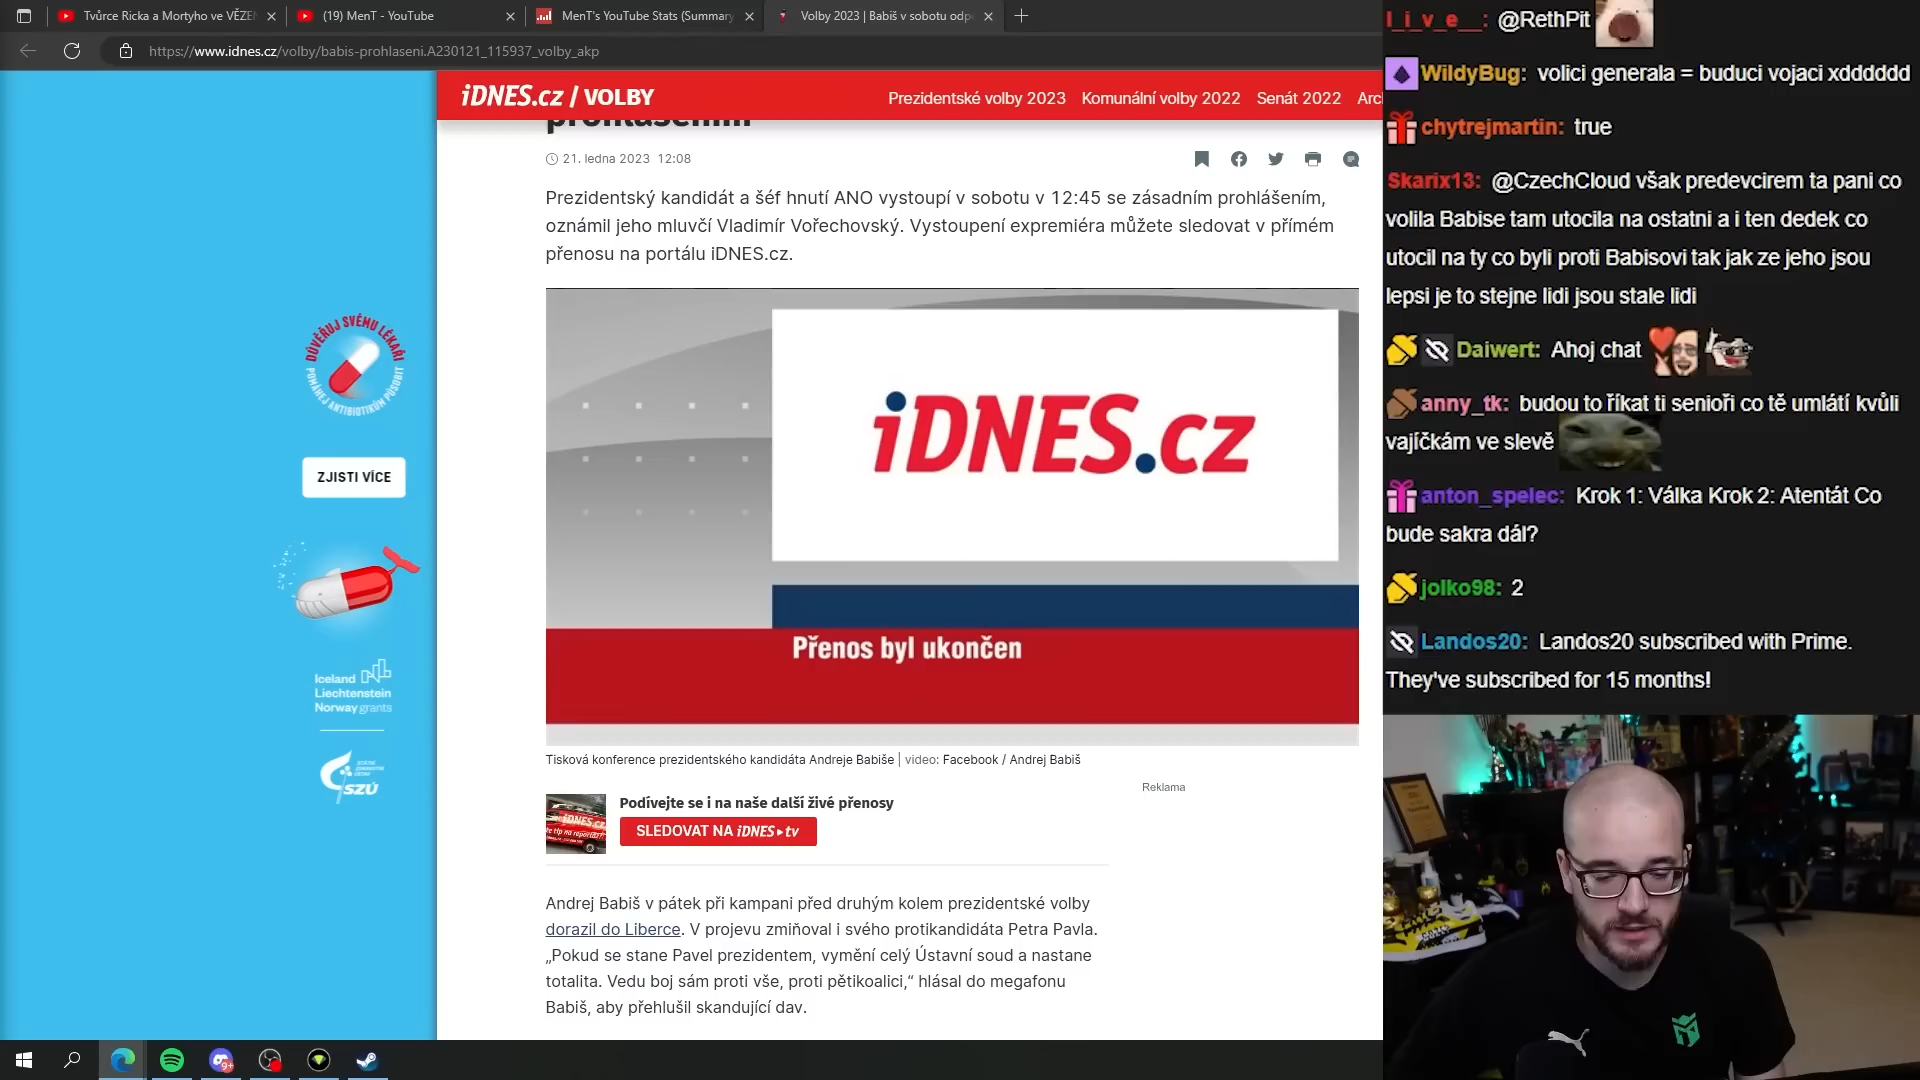 Tvůrce Ricka a Mortyho ve VĚZEN
(19) MenT - YouTube
MenT's YouTube Stats (Summary
Volby 2023 | Babiš v sobotu odpo
https://www.idnes.cz/volby/babis-prohlaseni.A230121_115937_volby_akp
iDNES.cz / VOLBY
Prezidentské volby 2023
Komunální volby 2022
Senát 2022
Arc
prohlášením
21. ledna 2023 12:08
Prezidentský kandidát a šéf hnutí ANO vystoupí v sobotu v 12:45 se zásadním prohlášením,
oznámil jeho mluvčí Vladimír Vořechovský. Vystoupení expremiéra můžete sledovat v přímém
přenosu na portálu iDNES.cz.
iDNES.cz
Přenos byl ukončen
Tisková konference prezidentského kandidáta Andreje Babiše | video: Facebook / Andrej Babiš
Reklama
Podívejte se i na naše další živé přenosy
SLEDOVAT NA iDNES tv
Andrej Babiš v pátek při kampani před druhým kolem prezidentské volby
dorazil do Liberce. V projevu zmiňoval i svého protikandidáta Petra Pavla.
„Pokud se stane Pavel prezidentem, vymění celý Ústavní soud a nastane
totalita. Vedu boj sám proti vše, proti pětikoalici,“ hlásal do megafonu
Babiš, aby přehlušil skandující dav.
DŮVĚŘUJ SVÉMU LÉKAŘI
POMÁHEJ ANTIBIOTIKŮM PŮSOBIT
ZJISTI VÍCE
Iceland
Liechtenstein
Norway grants
SZÚ
l_i_v_e__: @RethPit
WildyBug: volici generala = buduci vojaci xdddddd
chytrejmartin: true
Skarix13: @CzechCloud však predevcirem ta pani co
volila Babise tam utocila na ostatni a i ten dedek co
utocil na ty co byli proti Babisovi tak jak ze jeho jsou
lepsi je to stejne lidi jsou stale lidi
Daiwert: Ahoj chat
anny_tk: budou to říkat ti senioři co tě umlátí kvůli
vajíčkám ve slevě
anton_spelec: Krok 1: Válka Krok 2: Atentát Co
bude sakra dál?
jolko98: 2
Landos20: Landos20 subscribed with Prime.
They've subscribed for 15 months!
9+